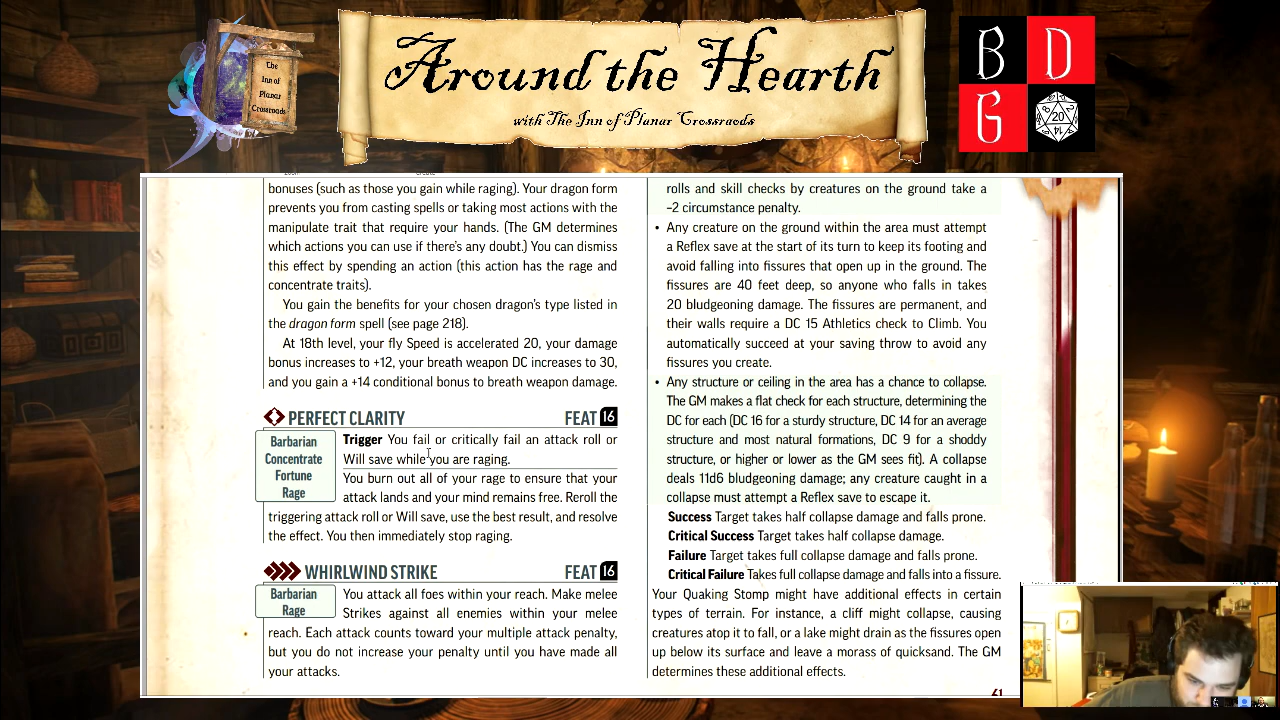 The
Inn of
Planar
Crossroads
Around the Hearth
with The Inn of Planar Crossraods
B D
G 20
14
bonuses (such as those you gain while raging). Your dragon form
prevents you from casting spells or taking most actions with the
manipulate trait that require your hands. (The GM determines
which actions you can use if there's any doubt.) You can dismiss
this effect by spending an action (this action has the rage and
concentrate traits).
You gain the benefits for your chosen dragon's type listed in
the dragon form spell (see page 218).
At 18th level, your fly Speed is accelerated 20, your damage
bonus increases to +12, your breath weapon DC increases to 30,
and you gain a +14 conditional bonus to breath weapon damage.
PERFECT CLARITY FEAT 16
Barbarian
Concentrate
Fortune
Rage
Trigger You fail or critically fail an attack roll or
Will save while you are raging.
You burn out all of your rage to ensure that your
attack lands and your mind remains free. Reroll the
triggering attack roll or Will save, use the best result, and resolve
the effect. You then immediately stop raging.
WHIRLWIND STRIKE FEAT 16
Barbarian
Rage
You attack all foes within your reach. Make melee
Strikes against all enemies within your melee
reach. Each attack counts toward your multiple attack penalty,
but you do not increase your penalty until you have made all
your attacks.
rolls and skill checks by creatures on the ground take a
–2 circumstance penalty.
• Any creature on the ground within the area must attempt
a Reflex save at the start of its turn to keep its footing and
avoid falling into fissures that open up in the ground. The
fissures are 40 feet deep, so anyone who falls in takes
20 bludgeoning damage. The fissures are permanent, and
their walls require a DC 15 Athletics check to Climb. You
automatically succeed at your saving throw to avoid any
fissures you create.
• Any structure or ceiling in the area has a chance to collapse.
The GM makes a flat check for each structure, determining the
DC for each (DC 16 for a sturdy structure, DC 14 for an average
structure and most natural formations, DC 9 for a shoddy
structure, or higher or lower as the GM sees fit). A collapse
deals 11d6 bludgeoning damage; any creature caught in a
collapse must attempt a Reflex save to escape it.
Success Target takes half collapse damage and falls prone.
Critical Success Target takes half collapse damage.
Failure Target takes full collapse damage and falls prone.
Critical Failure Takes full collapse damage and falls into a fissure.
Your Quaking Stomp might have additional effects in certain
types of terrain. For instance, a cliff might collapse, causing
creatures atop it to fall, or a lake might drain as the fissures open
up below its surface and leave a morass of quicksand. The GM
determines these additional effects.
61